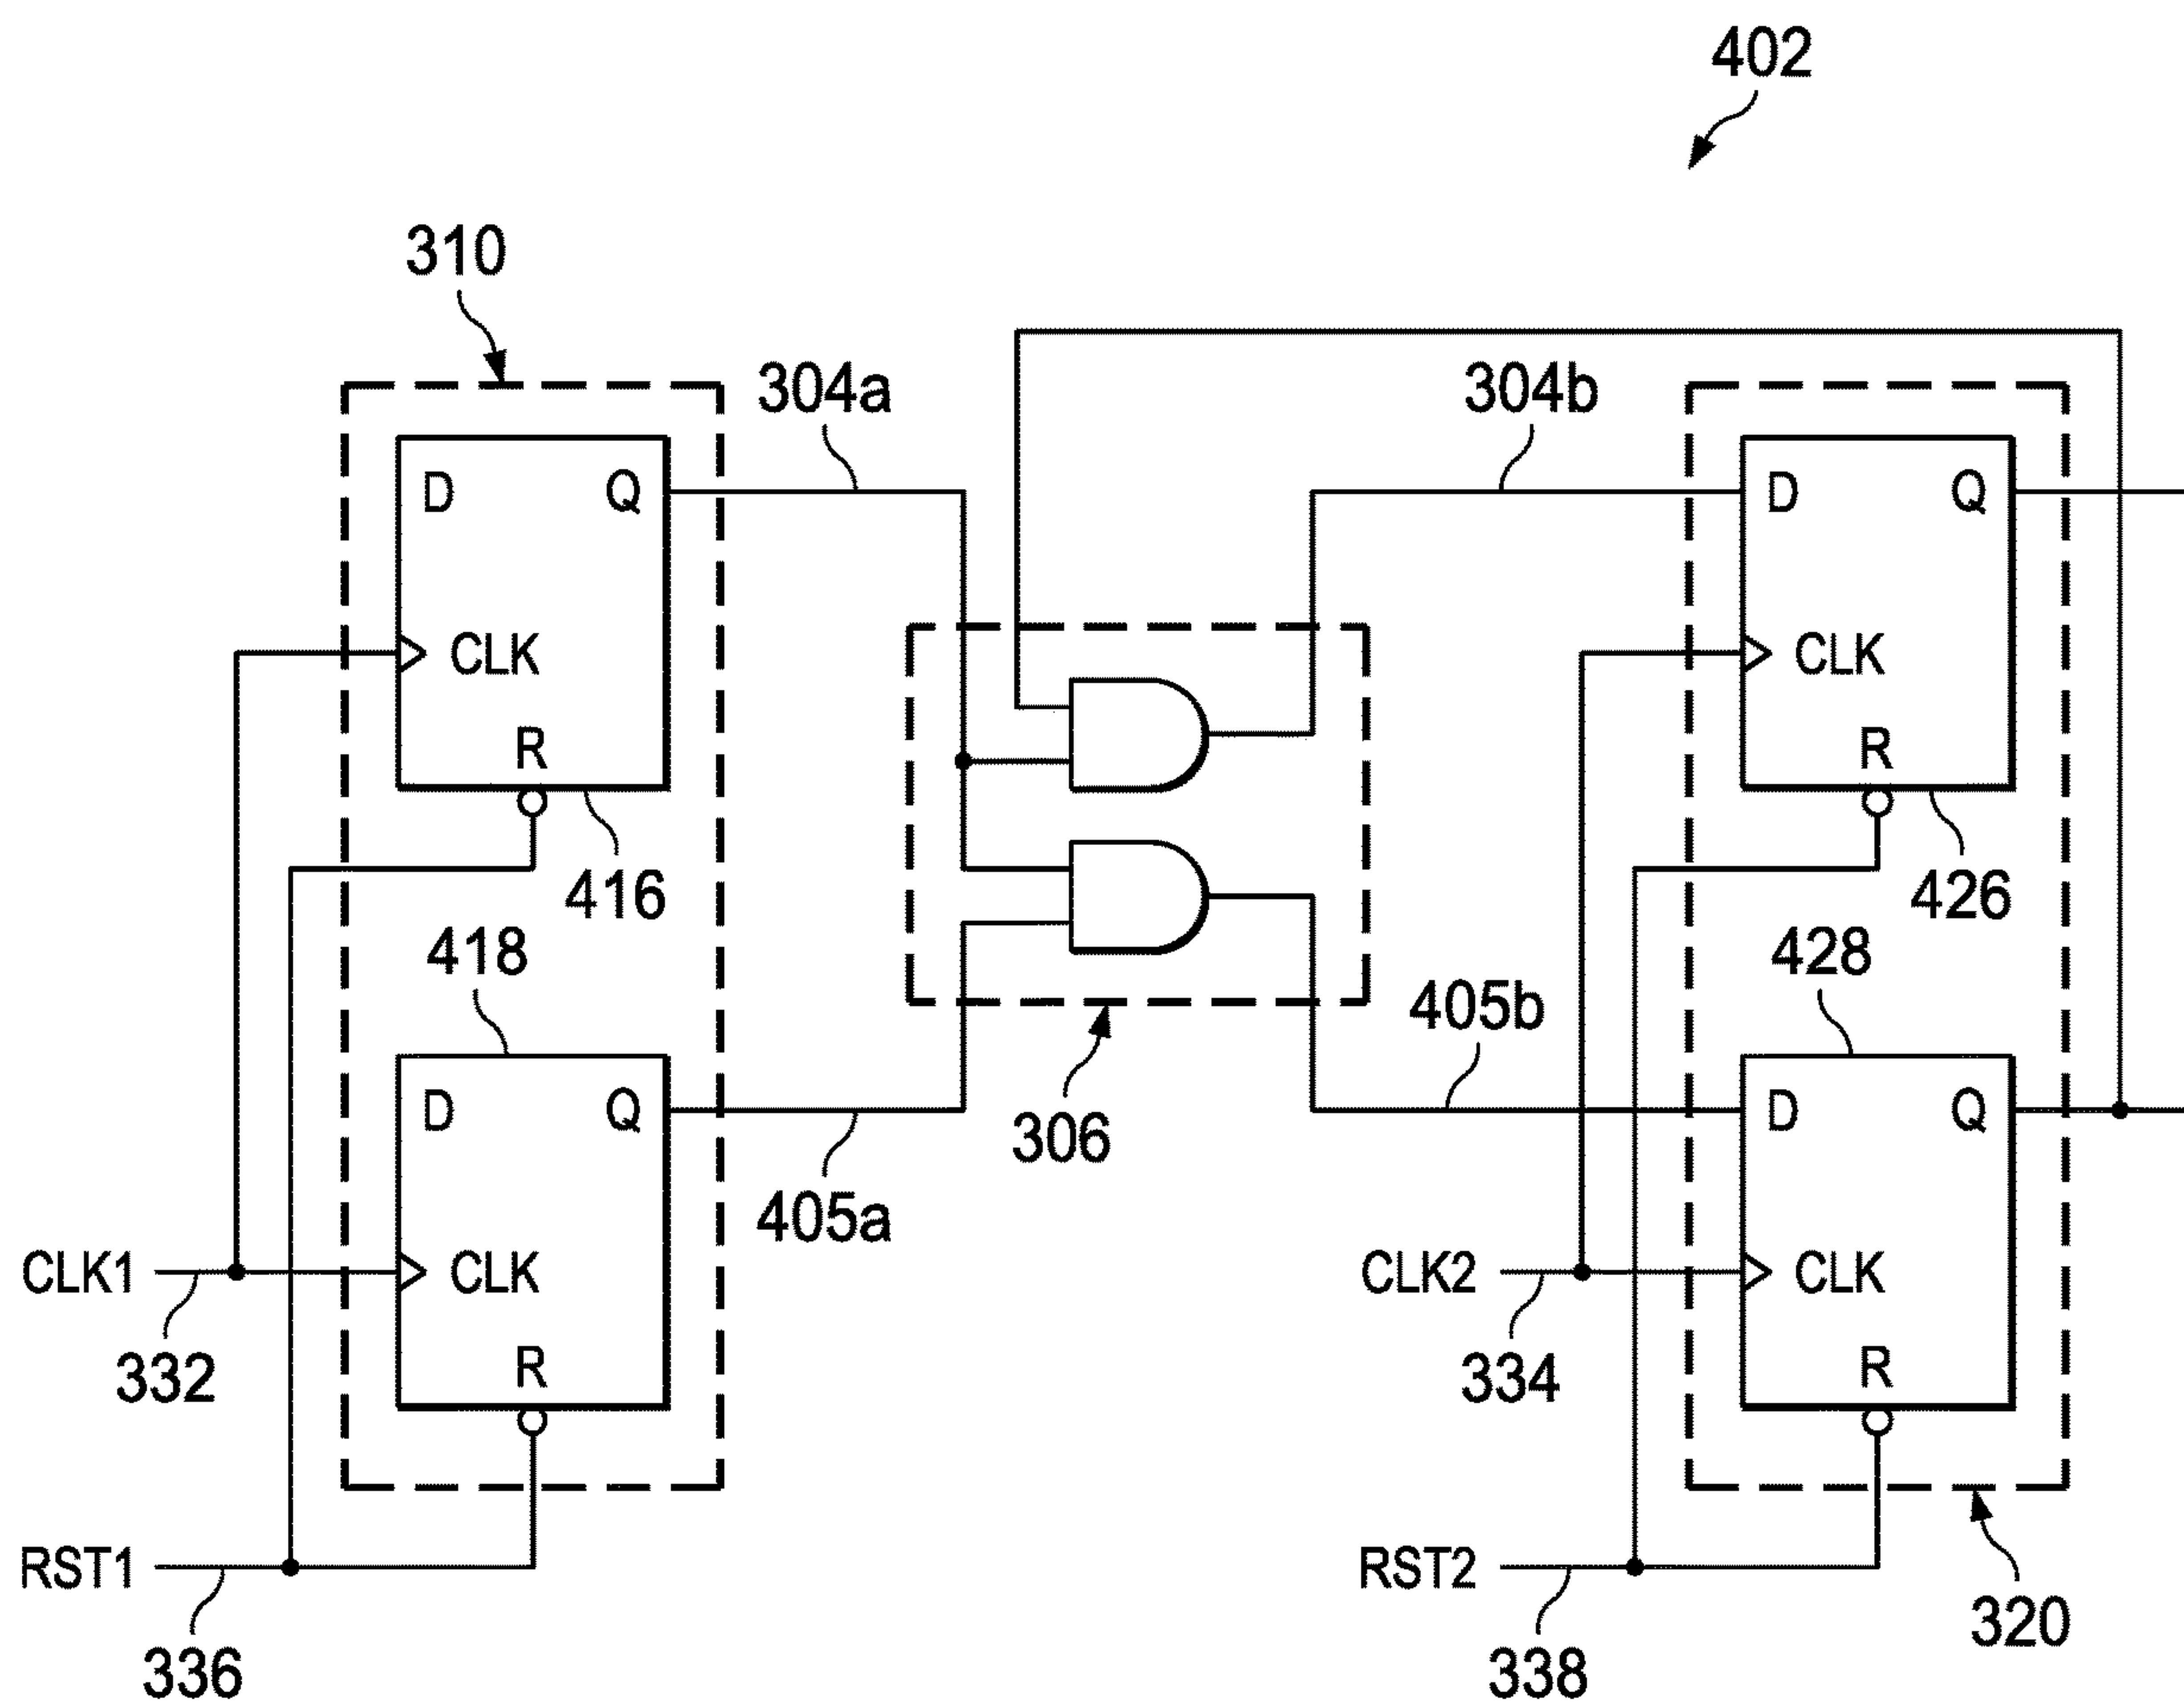 402
310
304a
304b
D Q
D Q
CLK
CLK
R
R
416
426
418
428
405b
D Q
306
D Q
405a
CLK1
CLK
CLK2
CLK
332
R
334
R
RST1
RST2
320
336
338